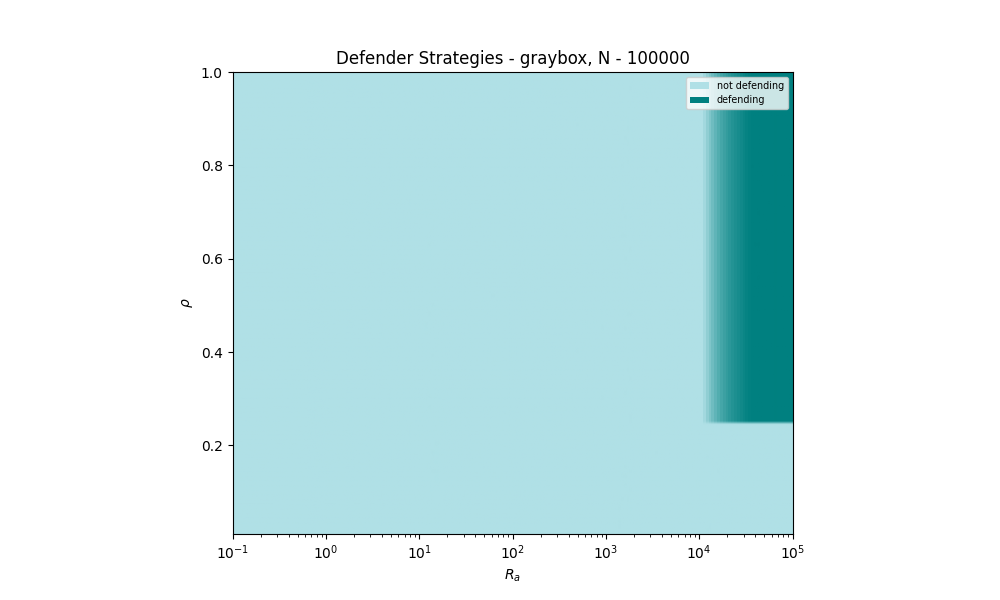 Defender Strategies - graybox, N - 100000
not defending
defending
1.0
0.8
0.6
0.4
0.2
ρ
10⁻¹ 10⁰ 10¹ 10² 10³ 10⁴ 10⁵
Rₐ